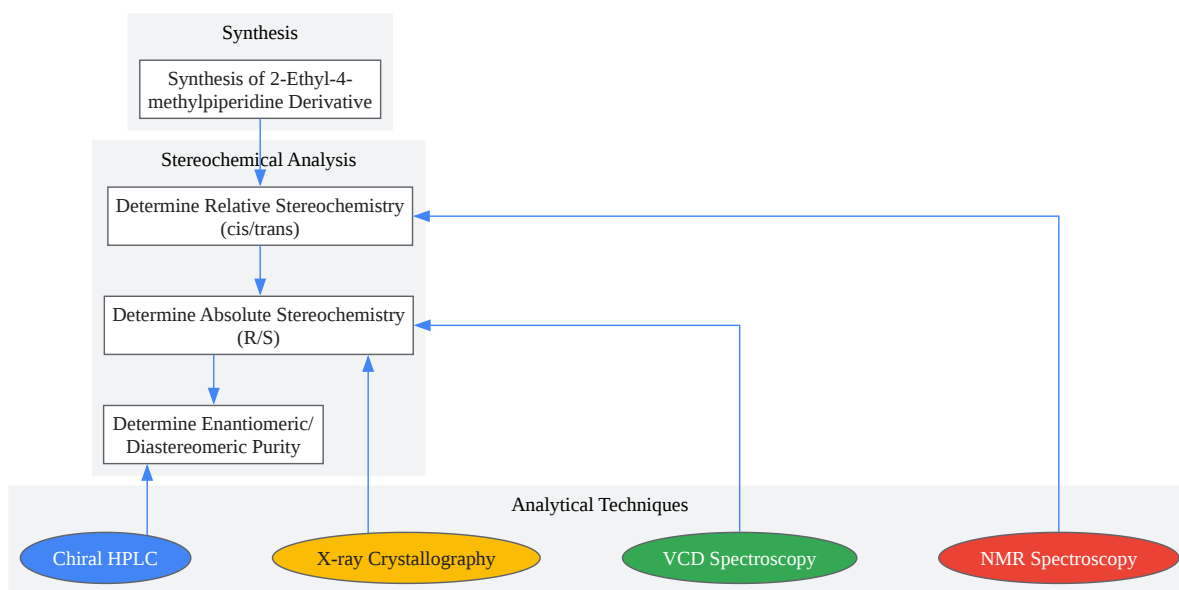 Synthesis
Synthesis of 2-Ethyl-4-
methylpiperidine Derivative
Stereochemical Analysis
Determine Relative Stereochemistry
(cis/trans)
Determine Absolute Stereochemistry
(R/S)
Determine Enantiomeric/
Diastereomeric Purity
Analytical Techniques
Chiral HPLC
X-ray Crystallography
VCD Spectroscopy
NMR Spectroscopy